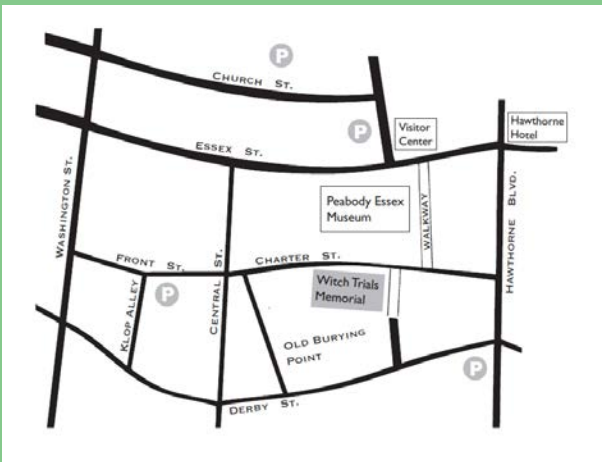 P
CHURCH ST.
P
Visitor
Center
Hawthorne
Hotel
ESSEX ST.
WASHINGTON ST.
Peabody Essex
Museum
WALKWAY
HAWTHORNE BLVD.
FRONT ST.
CENTRAL ST.
CHARTER ST.
Witch Trials
Memorial
KLOP ALLEY
P
OLD BURYING
POINT
P
DERBY ST.